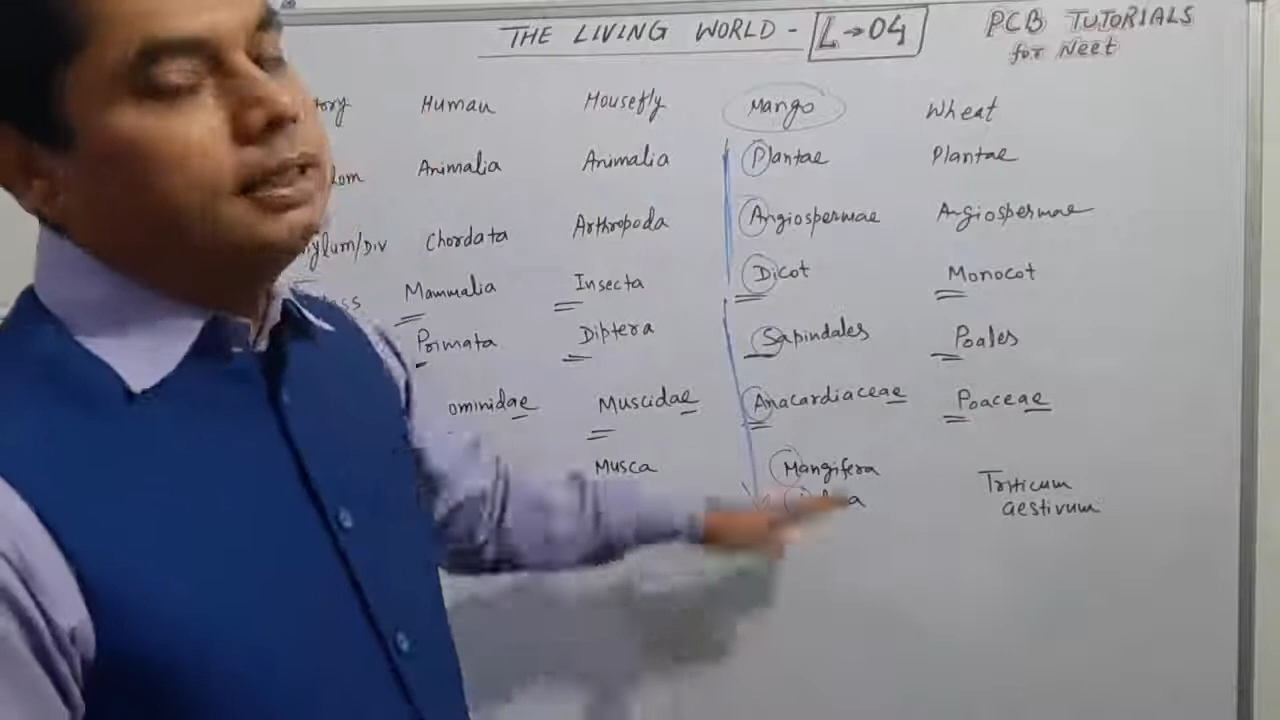 THE LIVING WORLD - L→04
PCB TUTORIALS
for Neet
Human Housefly Mango Wheat
Animalia Animalia Plantae Plantae
Chordata Arthropoda Angiospermae Angiospermae
Mammalia Insecta Dicot Monocot
Primata Diptera Sapindales Poales
ominidae Muscidae Anacardiaceae Poaceae
Musca Mangifera Triticum
aestivum